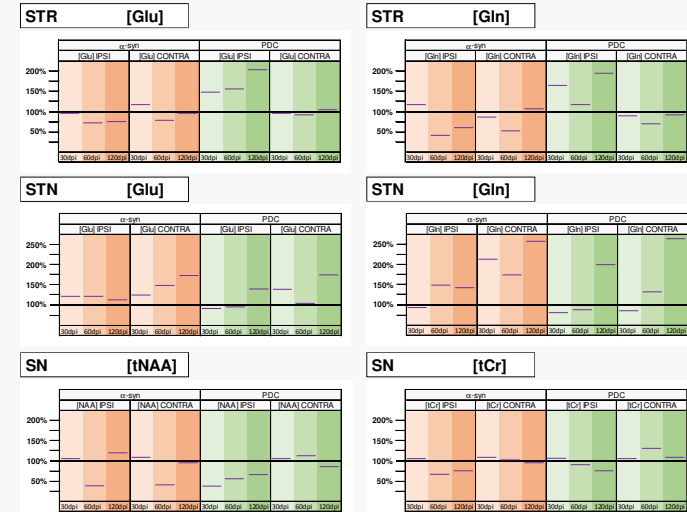 STR [Glu]
α-syn PDC
[Glu] IPSI [Glu] CONTRA [Glu] IPSI [Glu] CONTRA
200%
150%
100%
50%
30dpi 60dpi 120dpi 30dpi 60dpi 120dpi 30dpi 60dpi 120dpi 30dpi 60dpi 120dpi
STR [Gln]
α-syn PDC
[Gln] IPSI [Gln] CONTRA [Gln] IPSI [Gln] CONTRA
200%
150%
100%
50%
30dpi 60dpi 120dpi 30dpi 60dpi 120dpi 30dpi 60dpi 120dpi 30dpi 60dpi 120dpi
STN [Glu]
α-syn PDC
[Glu] IPSI [Glu] CONTRA [Glu] IPSI [Glu] CONTRA
250%
200%
150%
100%
30dpi 60dpi 120dpi 30dpi 60dpi 120dpi 30dpi 60dpi 120dpi 30dpi 60dpi 120dpi
STN [Gln]
α-syn PDC
[Gln] IPSI [Gln] CONTRA [Gln] IPSI [Gln] CONTRA
250%
200%
150%
100%
30dpi 60dpi 120dpi 30dpi 60dpi 120dpi 30dpi 60dpi 120dpi 30dpi 60dpi 120dpi
SN [tNAA]
α-syn PDC
[NAA] IPSI [NAA] CONTRA [NAA] IPSI [NAA] CONTRA
200%
150%
100%
50%
30dpi 60dpi 120dpi 30dpi 60dpi 120dpi 30dpi 60dpi 120dpi 30dpi 60dpi 120dpi
SN [tCr]
α-syn PDC
[tCr] IPSI [tCr] CONTRA [tCr] IPSI [tCr] CONTRA
200%
150%
100%
50%
30dpi 60dpi 120dpi 30dpi 60dpi 120dpi 30dpi 60dpi 120dpi 30dpi 60dpi 120dpi